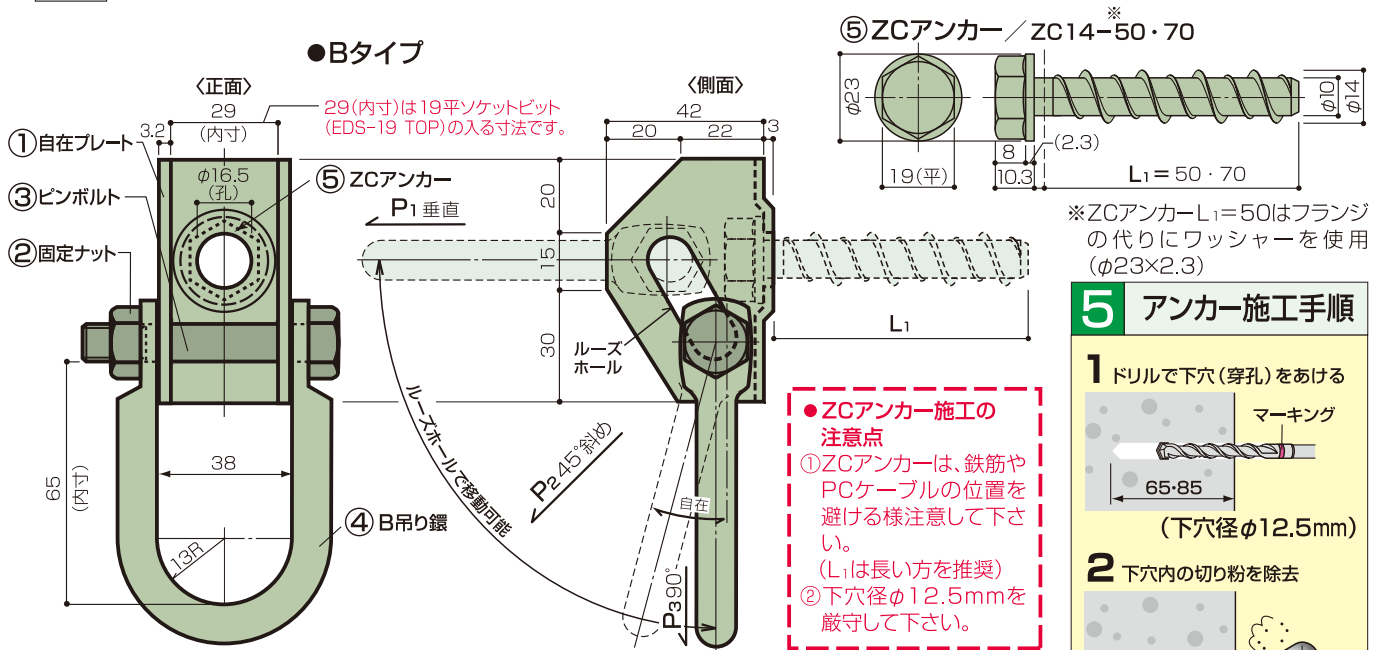 ●Bタイプ
〈正面〉
29
(内寸)
3.2
29(内寸)は19平ソケットビット
(EDS-19 TOP)の入る寸法です。
①自在プレート
③ピンボルト
②固定ナット
φ16.5
(孔)
⑤ ZCアンカー
38
65
(内寸)
13R
④ B吊り鐶
〈側面〉
42
20
22
3
20
15
30
P1 垂直
ルーズ
ホール
L1
ルーズホールで移動可能
P2 45°斜め
自在
P3 90°
⑤ZCアンカー／ZC14-50・70
※
φ23
19(平)
8
(2.3)
10.3
L1＝50・70
φ10
φ14
※ZCアンカーL1＝50はフランジ
の代りにワッシャーを使用
(φ23×2.3)
●ZCアンカー施工の
注意点
①ZCアンカーは、鉄筋や
PCケーブルの位置を
避ける様注意して下さ
い。
(L1は長い方を推奨)
②下穴径φ12.5mmを
厳守して下さい。
5 アンカー施工手順
1 ドリルで下穴(穿孔)をあける
マーキング
65・85
(下穴径φ12.5mm)
2 下穴内の切り粉を除去